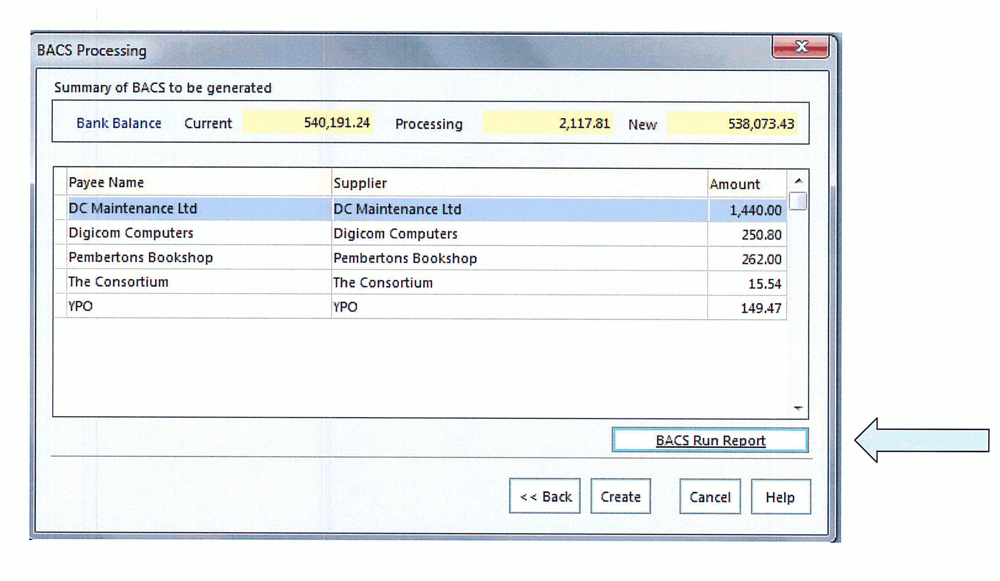 BACS Processing
X
Summary of BACS to be generated
Bank Balance Current 540,191.24 Processing 2,117.81 New 538,073.43
Payee Name Supplier Amount
DC Maintenance Ltd DC Maintenance Ltd 1,440.00
Digicom Computers Digicom Computers 250.80
Pembertons Bookshop Pembertons Bookshop 262.00
The Consortium The Consortium 15.54
YPO YPO 149.47
BACS Run Report
<< Back Create Cancel Help